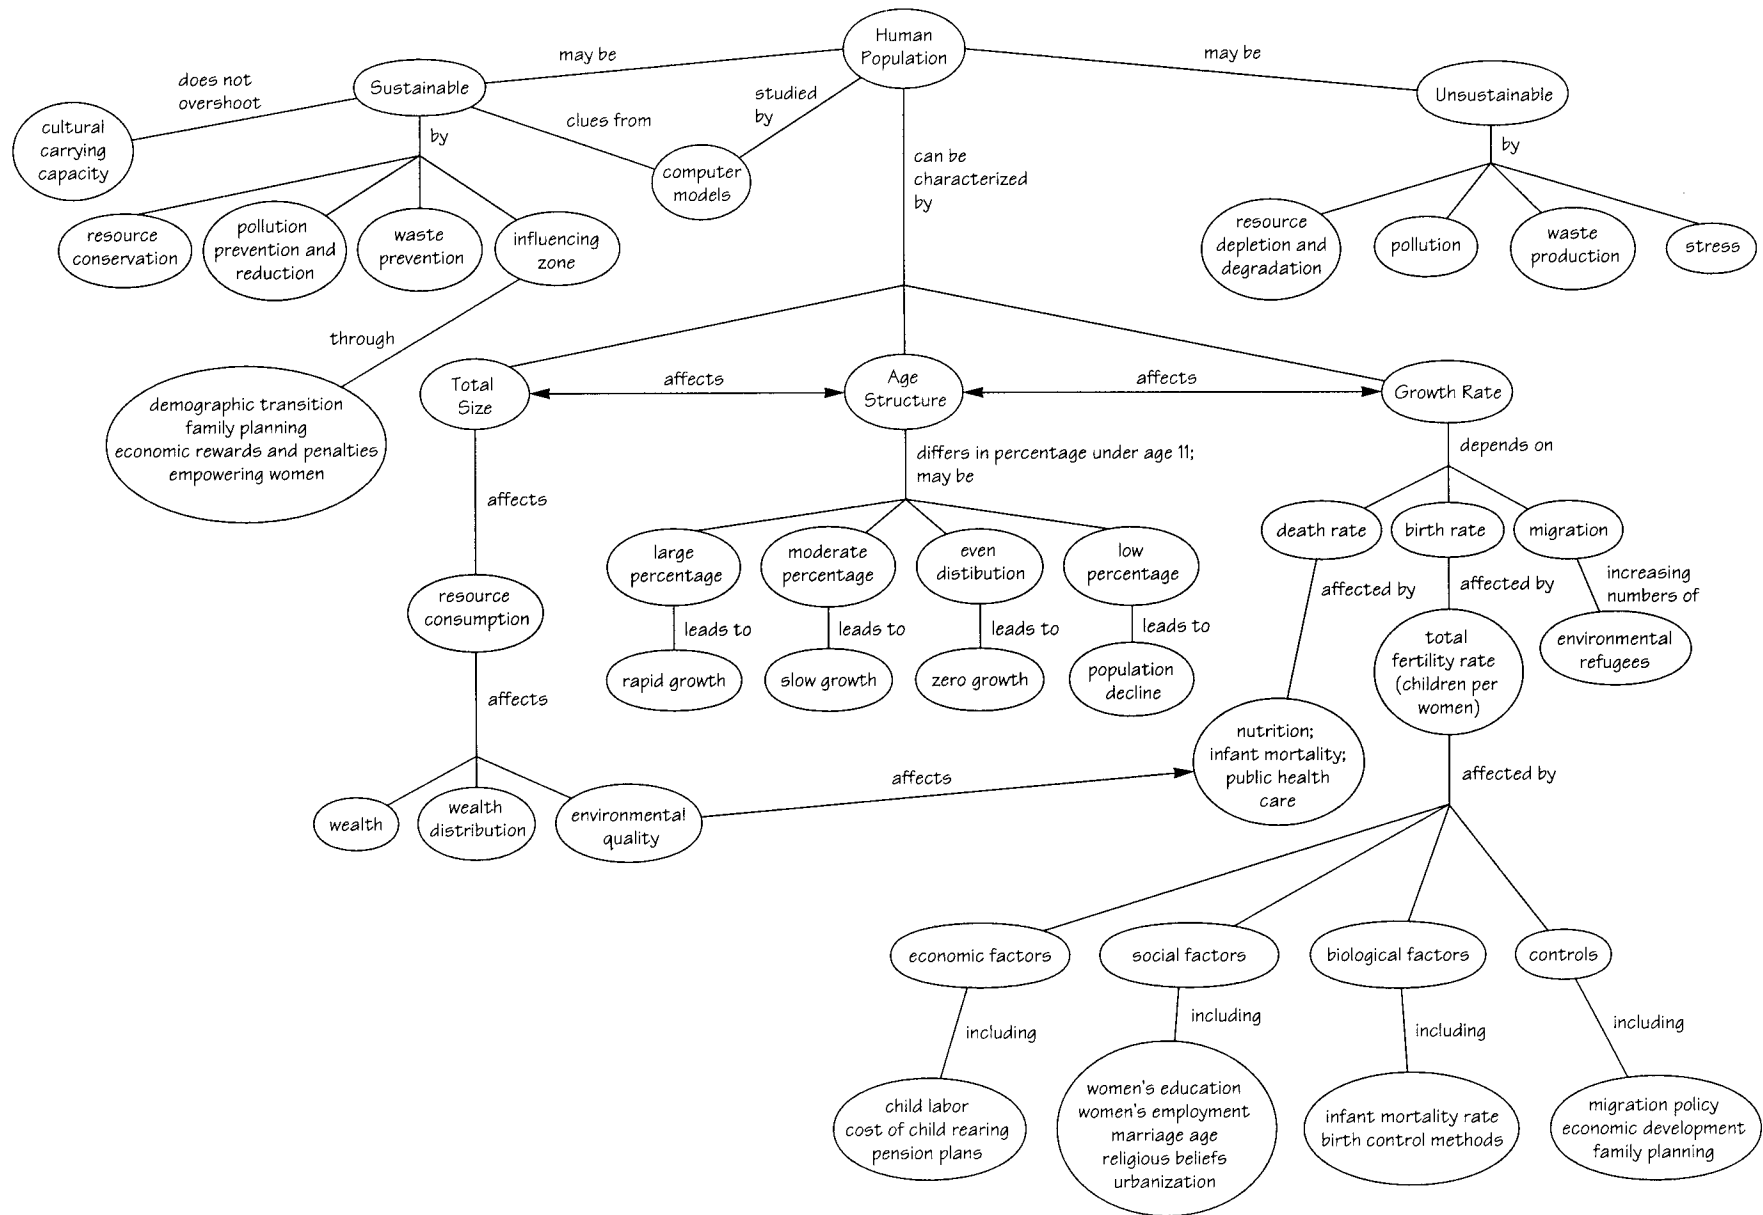 Human
Population
may be
may be
does not
overshoot
Sustainable
studied
by
Unsustainable
cultural
carrying
capacity
by
clues from
by
computer
models
can be
characterized
by
resource
conservation
pollution
prevention and
reduction
waste
prevention
influencing
zone
resource
depletion and
degradation
pollution
waste
production
stress
through
demographic transition
family planning
economic rewards and penalties
empowering women
Total
Size
affects
Age
Structure
affects
Growth Rate
affects
differs in percentage under age 11;
may be
depends on
large
percentage
moderate
percentage
even
distibution
low
percentage
death rate
birth rate
migration
resource
consumption
leads to
leads to
leads to
leads to
affected by
affected by
increasing
numbers of
rapid growth
slow growth
zero growth
population
decline
total
fertility rate
(children per
women)
environmental
refugees
affects
nutrition;
infant mortality;
public health
care
wealth
wealth
distribution
environmental
quality
affects
affected by
economic factors
social factors
biological factors
controls
including
including
including
including
child labor
cost of child rearing
pension plans
women's education
women's employment
marriage age
religious beliefs
urbanization
infant mortality rate
birth control methods
migration policy
economic development
family planning